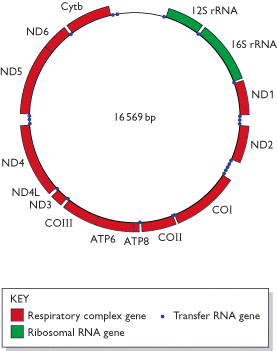 Cytb
12S rRNA
ND6
16S rRNA
ND5
ND1
16 569 bp
ND2
ND4
ND4L
ND3
COI
COIII
COII
ATP6
ATP8
KEY
Respiratory complex gene
Transfer RNA gene
Ribosomal RNA gene